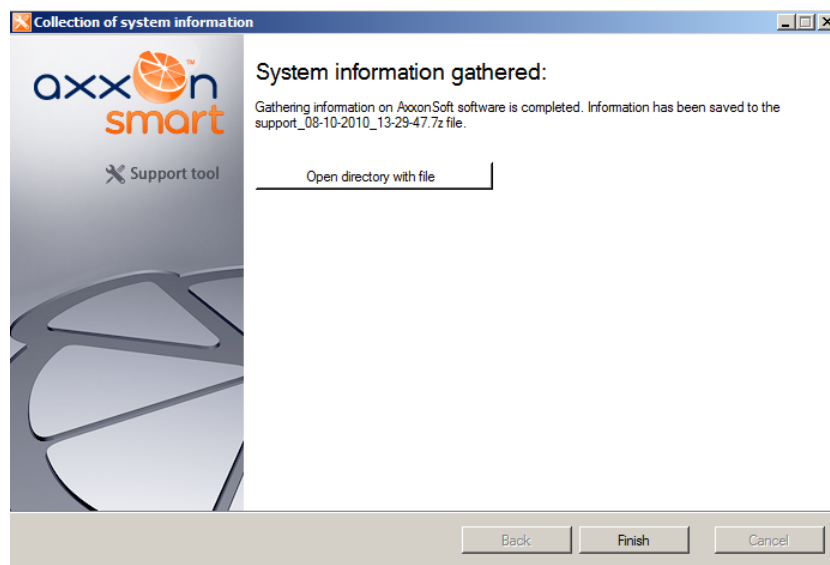 Collection of system information
axxon
smart
™
Support tool
System information gathered:
Gathering information on AxxonSoft software is completed. Information has been saved to the
support_08-10-2010_13-29-47.7z file.
Open directory with file
Back
Finish
Cancel